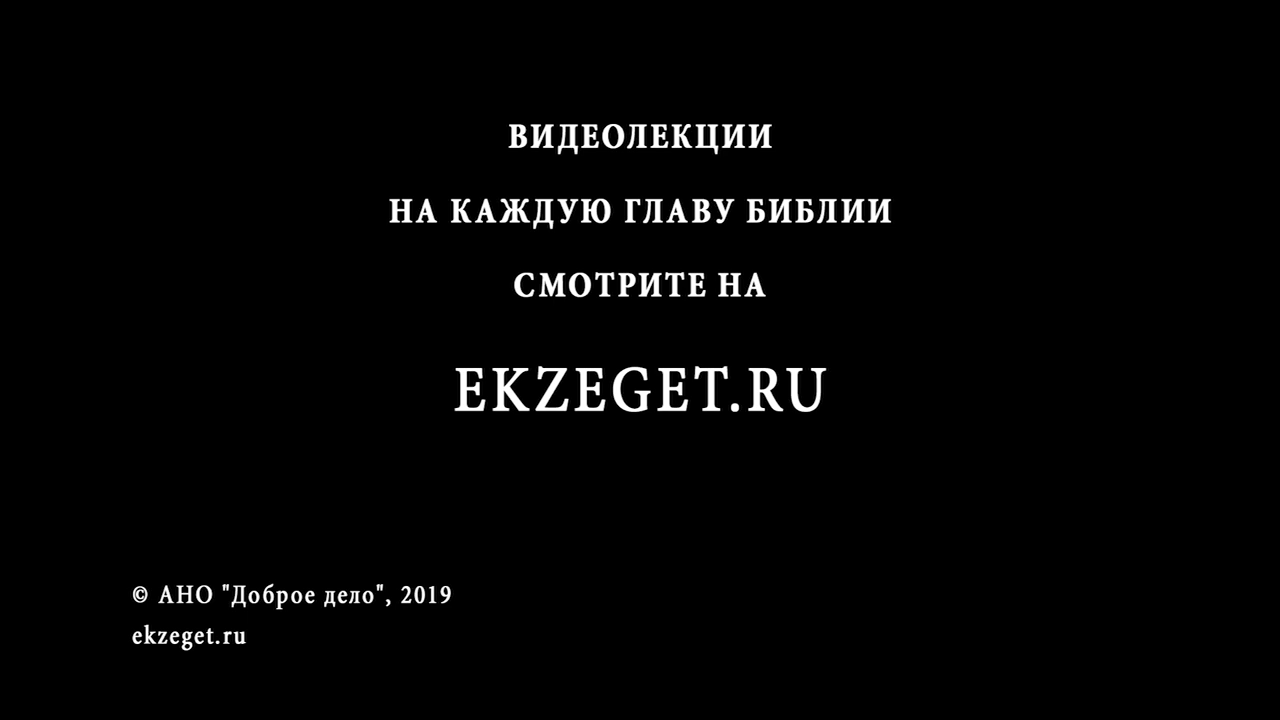 ВИДЕОЛЕКЦИИ
НА КАЖДУЮ ГЛАВУ БИБЛИИ
СМОТРИТЕ НА
EKZEGET.RU
© АНО "Доброе дело", 2019
ekzeget.ru